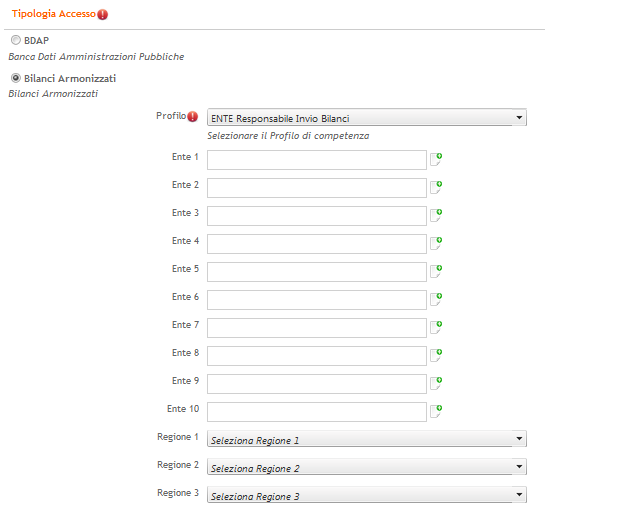 Tipologia Accesso
BDAP
Banca Dati Amministrazioni Pubbliche
Bilanci Armonizzati
Bilanci Armonizzati
Profilo ENTE Responsabile Invio Bilanci
Selezionare il Profilo di competenza
Ente 1
Ente 2
Ente 3
Ente 4
Ente 5
Ente 6
Ente 7
Ente 8
Ente 9
Ente 10
Regione 1 Seleziona Regione 1
Regione 2 Seleziona Regione 2
Regione 3 Seleziona Regione 3